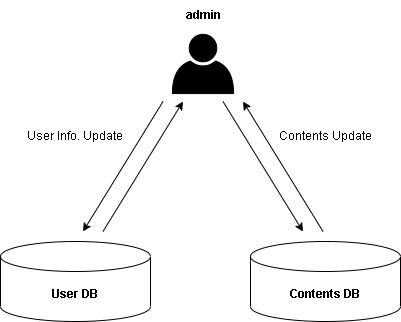 admin
User Info. Update
Contents Update
User DB
Contents DB